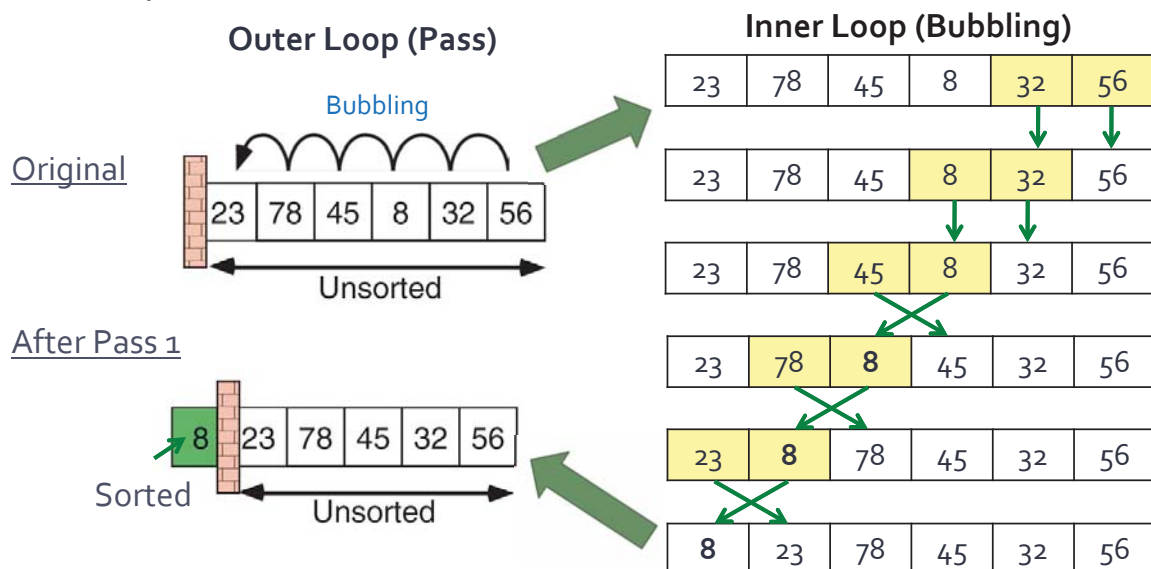 Outer Loop (Pass)
Bubbling
Original
23 78 45 8 32 56
Unsorted
After Pass 1
8 23 78 45 32 56
Sorted
Unsorted
Inner Loop (Bubbling)
23 78 45 8 32 56
23 78 45 8 32 56
23 78 45 8 32 56
23 78 8 45 32 56
23 8 78 45 32 56
8 23 78 45 32 56